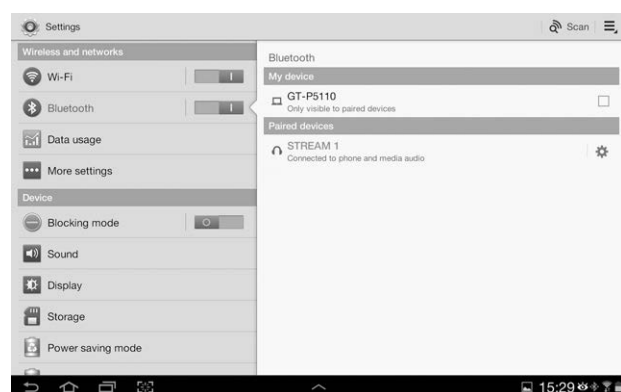 Settings
Scan
Wireless and networks
Wi-Fi
Bluetooth
Data usage
More settings
Device
Blocking mode
Sound
Display
Storage
Power saving mode
Bluetooth
My device
GT-P5110
Only visible to paired devices
Paired devices
STREAM 1
Connected to phone and media audio
15:29